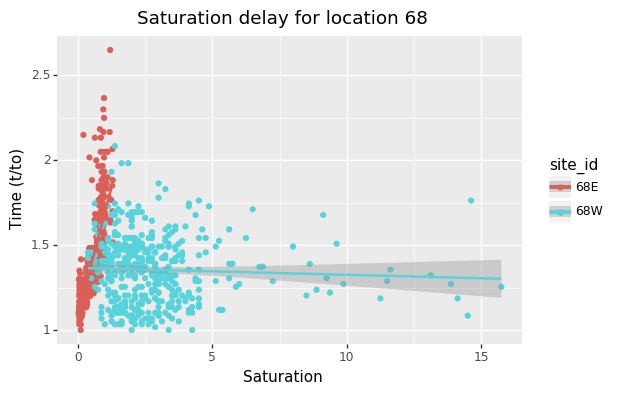 Saturation delay for location 68
Time (t/to)
2.5
2
1.5
1
0
5
10
15
Saturation
site_id
68E
68W